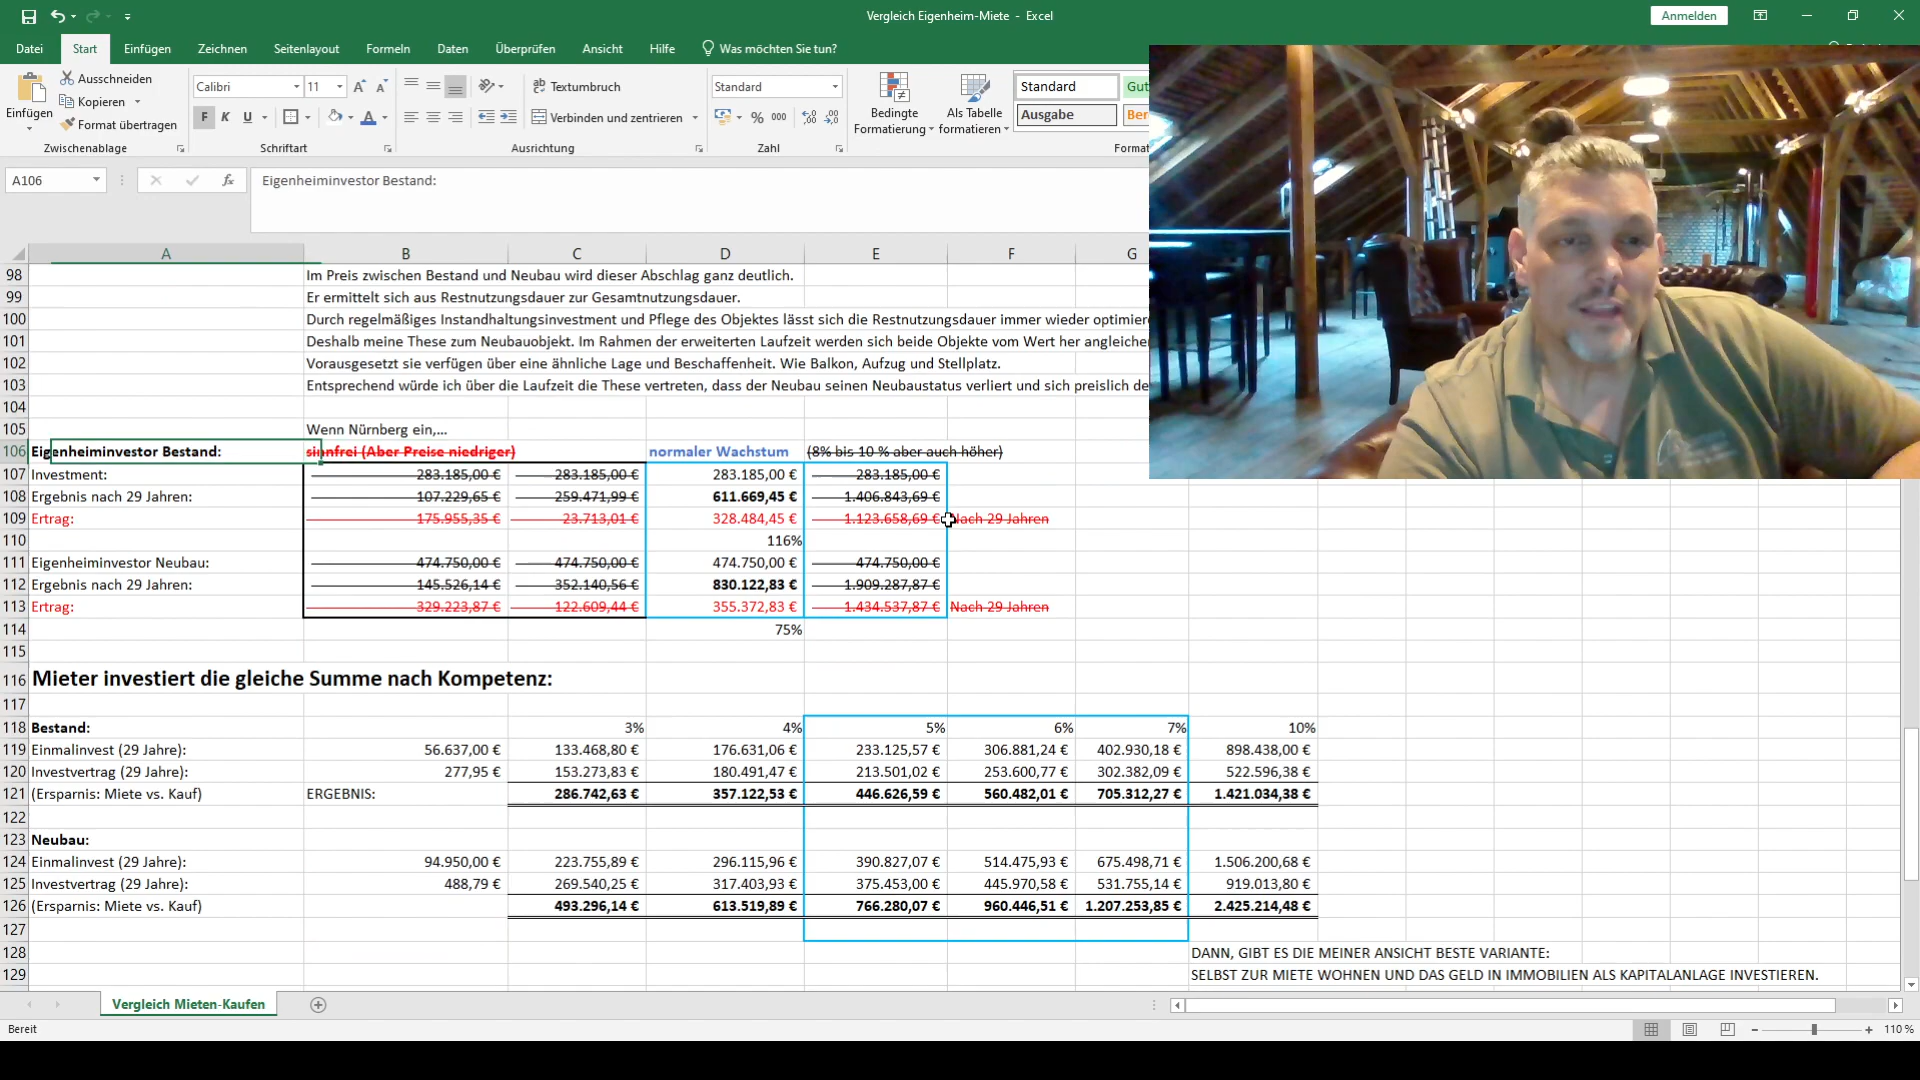 Vergleich Eigenheim-Miete - Excel
Anmelden
Datei Start Einfügen Zeichnen Seitenlayout Formeln Daten Überprüfen Ansicht Hilfe Was möchten Sie tun?
Einfügen
Ausschneiden
Kopieren
Format übertragen
Zwischenablage
Calibri 11
F K U
Schriftart
Textumbruch
Verbinden und zentrieren
Ausrichtung
Standard
% 000
Zahl
Bedingte Formatierung
Als Tabelle formatieren
Standard Gut
Ausgabe Ber
Format
A106 fx Eigenheiminvestor Bestand:
A B C D E F G
98 Im Preis zwischen Bestand und Neubau wird dieser Abschlag ganz deutlich.
99 Er ermittelt sich aus Restnutzungsdauer zur Gesamtnutzungsdauer.
100 Durch regelmäßiges Instandhaltungsinvestment und Pflege des Objektes lässt sich die Restnutzungsdauer immer wieder optimie
101 Deshalb meine These zum Neubauobjekt. Im Rahmen der erweiterten Laufzeit werden sich beide Objekte vom Wert her angleiche
102 Vorausgesetzt sie verfügen über eine ähnliche Lage und Beschaffenheit. Wie Balkon, Aufzug und Stellplatz.
103 Entsprechend würde ich über die Laufzeit die These vertreten, dass der Neubau seinen Neubaustatus verliert und sich preislich de
104
105 Wenn Nürnberg ein,...
106 Eigenheiminvestor Bestand: sinnfrei (Aber Preise niedriger) normaler Wachstum (8% bis 10 % aber auch höher)
107 Investment: 283.185,00 € 283.185,00 € 283.185,00 € 283.185,00 €
108 Ergebnis nach 29 Jahren: 107.229,65 € 259.471,99 € 611.669,45 € 1.406.843,69 €
109 Ertrag: 175.955,35 € 23.713,01 € 328.484,45 € 1.123.658,69 € Nach 29 Jahren
110 116%
111 Eigenheiminvestor Neubau: 474.750,00 € 474.750,00 € 474.750,00 € 474.750,00 €
112 Ergebnis nach 29 Jahren: 145.526,14 € 352.140,56 € 830.122,83 € 1.909.287,87 €
113 Ertrag: 329.223,87 € 122.609,44 € 355.372,83 € 1.434.537,87 € Nach 29 Jahren
114 75%
115
116 Mieter investiert die gleiche Summe nach Kompetenz:
117
118 Bestand: 3% 4% 5% 6% 7% 10%
119 Einmalinvest (29 Jahre): 56.637,00 € 133.468,80 € 176.631,06 € 233.125,57 € 306.881,24 € 402.930,18 € 898.438,00 €
120 Investvertrag (29 Jahre): 277,95 € 153.273,83 € 180.491,47 € 213.501,02 € 253.600,77 € 302.382,09 € 522.596,38 €
121 (Ersparnis: Miete vs. Kauf) ERGEBNIS: 286.742,63 € 357.122,53 € 446.626,59 € 560.482,01 € 705.312,27 € 1.421.034,38 €
122
123 Neubau:
124 Einmalinvest (29 Jahre): 94.950,00 € 223.755,89 € 296.115,96 € 390.827,07 € 514.475,93 € 675.498,71 € 1.506.200,68 €
125 Investvertrag (29 Jahre): 488,79 € 269.540,25 € 317.403,93 € 375.453,00 € 445.970,58 € 531.755,14 € 919.013,80 €
126 (Ersparnis: Miete vs. Kauf) 493.296,14 € 613.519,89 € 766.280,07 € 960.446,51 € 1.207.253,85 € 2.425.214,48 €
127
128 DANN, GIBT ES DIE MEINER ANSICHT BESTE VARIANTE:
129 SELBST ZUR MIETE WOHNEN UND DAS GELD IN IMMOBILIEN ALS KAPITALANLAGE INVESTIEREN.
Vergleich Mieten-Kaufen
Bereit
110 %